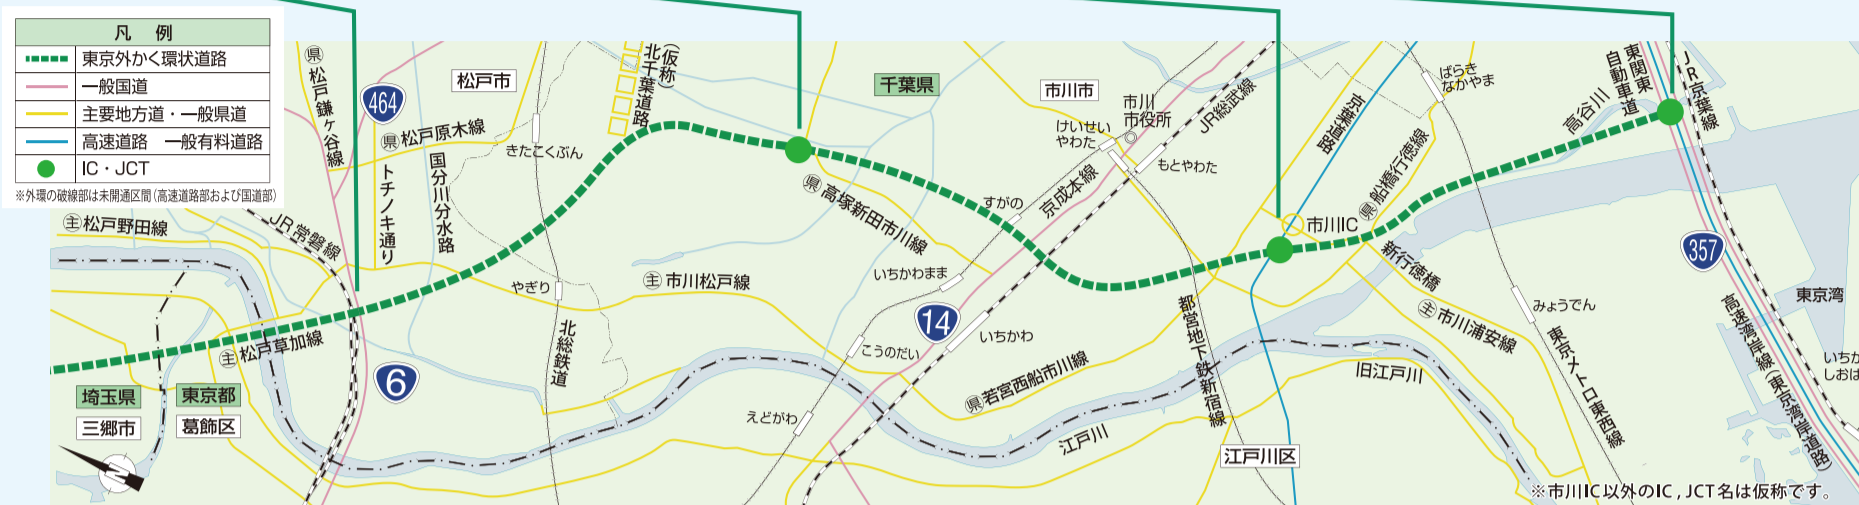 凡 例
東京外かく環状道路
一般国道
主要地方道・一般県道
高速道路 一般有料道路
IC・JCT
※外環の破線部は未開通区間(高速道路部および国道部)
県松戸鎌ヶ谷線
464
松戸市
(仮称)
北千葉道路
千葉県
市川市
市川
市役所
JR総武線
京葉道路
ばらき
なかやま
高谷川
東関東
自動車道
JR京葉線
県松戸原木線
きたこくぶん
国分川分水路
トチノキ通り
けいせい
やわた
もとやわた
県船橋行徳線
主松戸野田線
JR常磐線
県高塚新田市川線
すがの
京成本線
市川IC
新行徳橋
357
やぎり
主市川松戸線
いちかわまま
都営地下鉄新宿線
みょうでん
東京湾
主松戸草加線
北総鉄道
14
いちかわ
こうのだい
主市川浦安線
東京メトロ東西線
高速湾岸線(東京湾岸道路)
いちか
しおは
6
埼玉県
三郷市
東京都
葛飾区
県若宮西船市川線
旧江戸川
えどがわ
江戸川
江戸川区
N
※市川IC以外のIC,JCT名は仮称です。